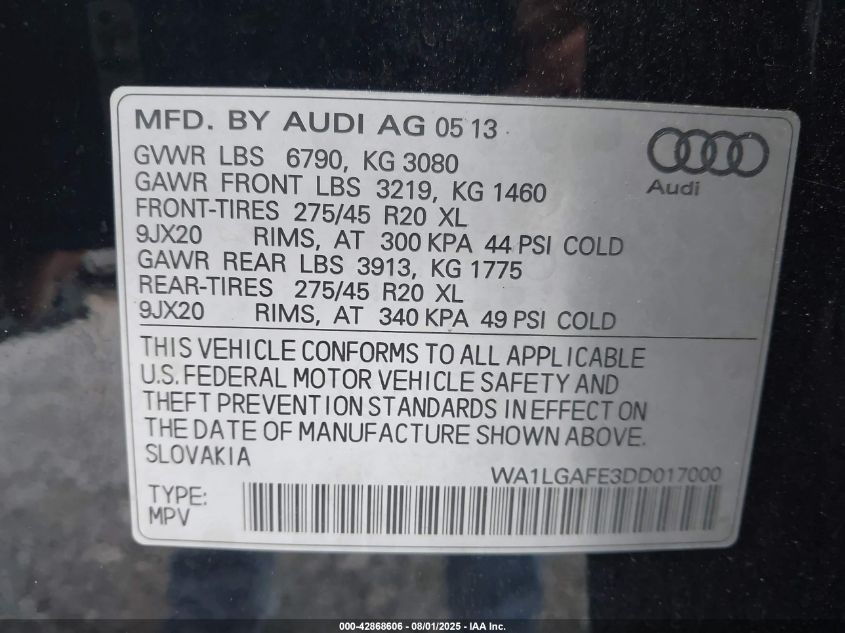 MFD. BY AUDI AG 05 13
GVWR LBS 6790, KG 3080
GAWR FRONT LBS 3219, KG 1460
FRONT-TIRES 275/45 R20 XL
9JX20 RIMS, AT 300 KPA 44 PSI COLD
GAWR REAR LBS 3913, KG 1775
REAR-TIRES 275/45 R20 XL
9JX20 RIMS, AT 340 KPA 49 PSI COLD
Audi
THIS VEHICLE CONFORMS TO ALL APPLICABLE
U.S. FEDERAL MOTOR VEHICLE SAFETY AND
THEFT PREVENTION STANDARDS IN EFFECT ON
THE DATE OF MANUFACTURE SHOWN ABOVE.
SLOVAKIA
WA1LGAFE3DD017000
TYPE:
MPV
000-42868606 - 08/01/2025 - IAA Inc.